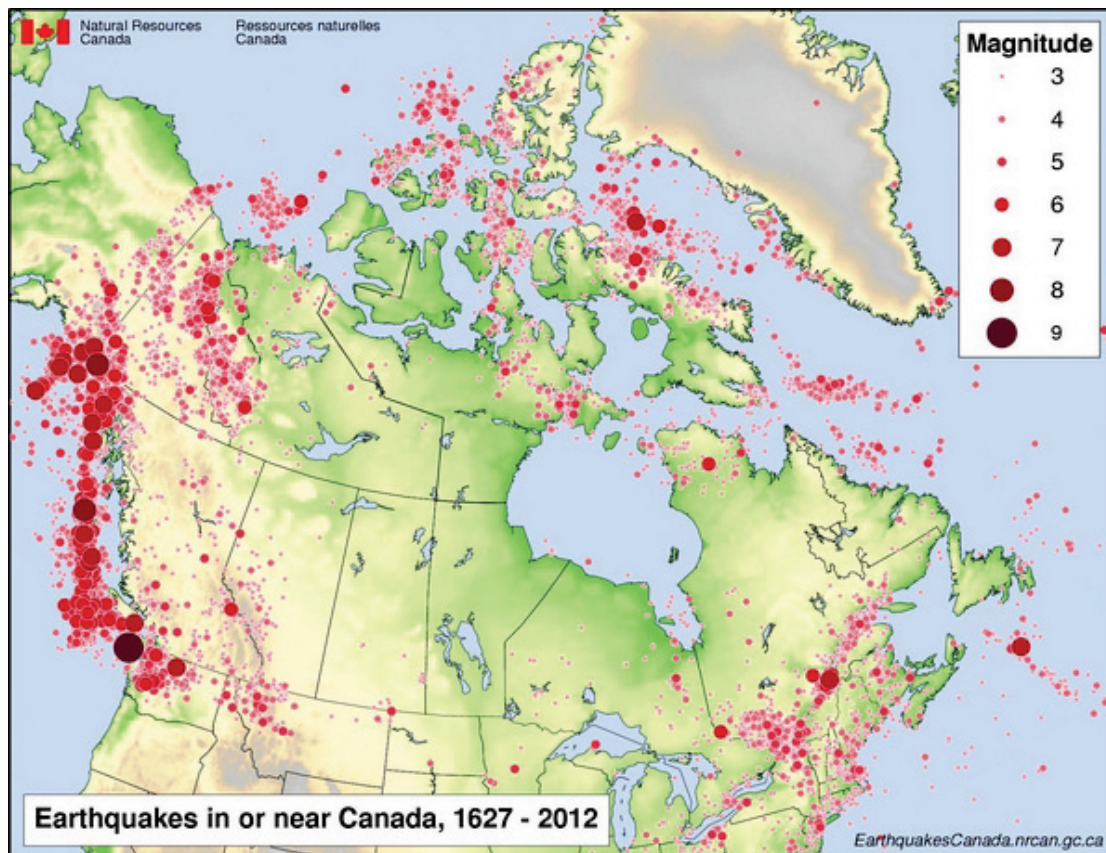 Natural Resources Ressources naturelles
Canada Canada
Magnitude
3
4
5
6
7
8
9
Earthquakes in or near Canada, 1627 - 2012
EarthquakesCanada.nrcan.gc.ca